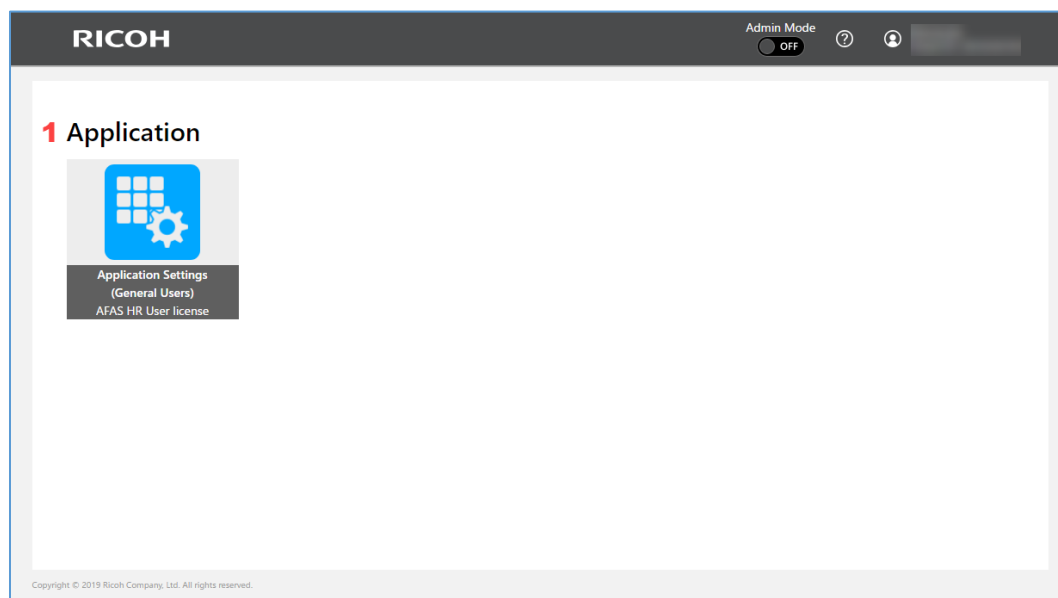 RICOH
Admin Mode
OFF
?
1 Application
Application Settings
(General Users)
AFAS HR User license
Copyright © 2019 Ricoh Company, Ltd. All rights reserved.